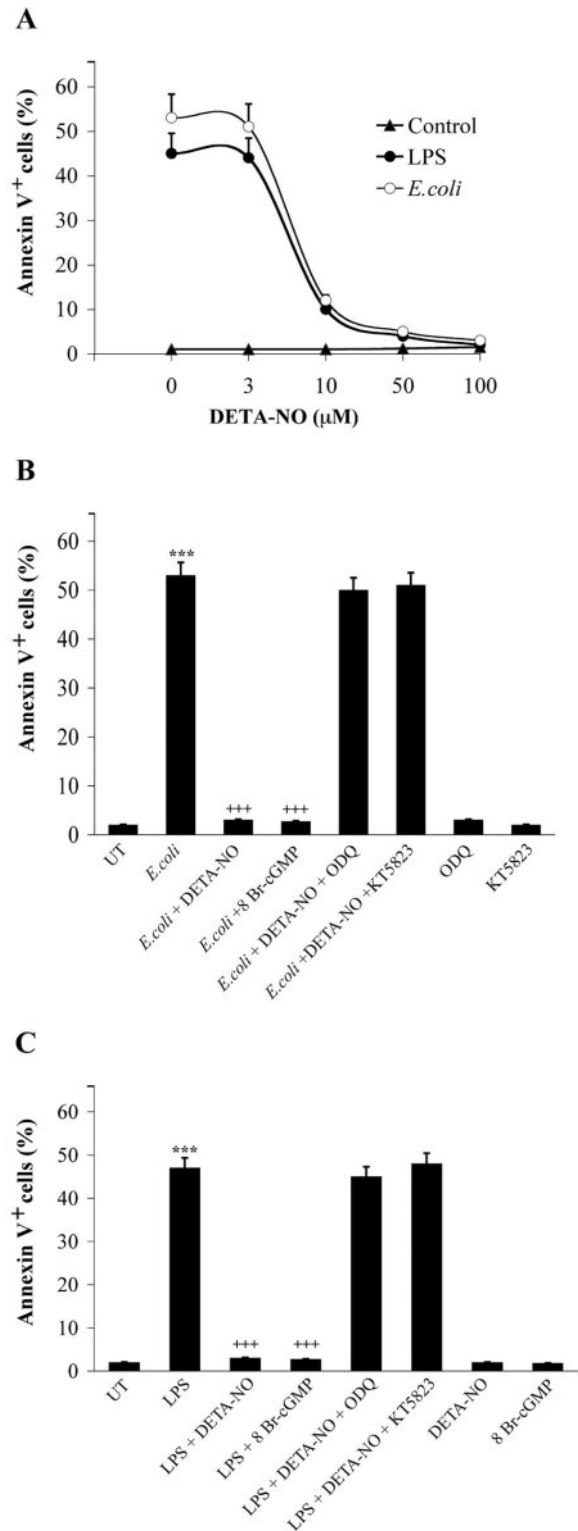 A
Annexin V+ cells (%)
60
50
40
30
20
10
0
Control
LPS
E.coli
0 3 10 50 100
DETA-NO (µM)
B
Annexin V+ cells (%)
60
50
40
30
20
10
0
***
+++
+++
UT
E.coli
E.coli + DETA-NO
E.coli +8 Br-cGMP
E.coli + DETA-NO + ODQ
E.coli +DETA-NO +KT5823
ODQ
KT5823
C
Annexin V+ cells (%)
60
50
40
30
20
10
0
***
+++
+++
UT
LPS
LPS + DETA-NO
LPS + 8 Br-cGMP
LPS + DETA-NO + ODQ
LPS + DETA-NO + KT5823
DETA-NO
8 Br-cGMP